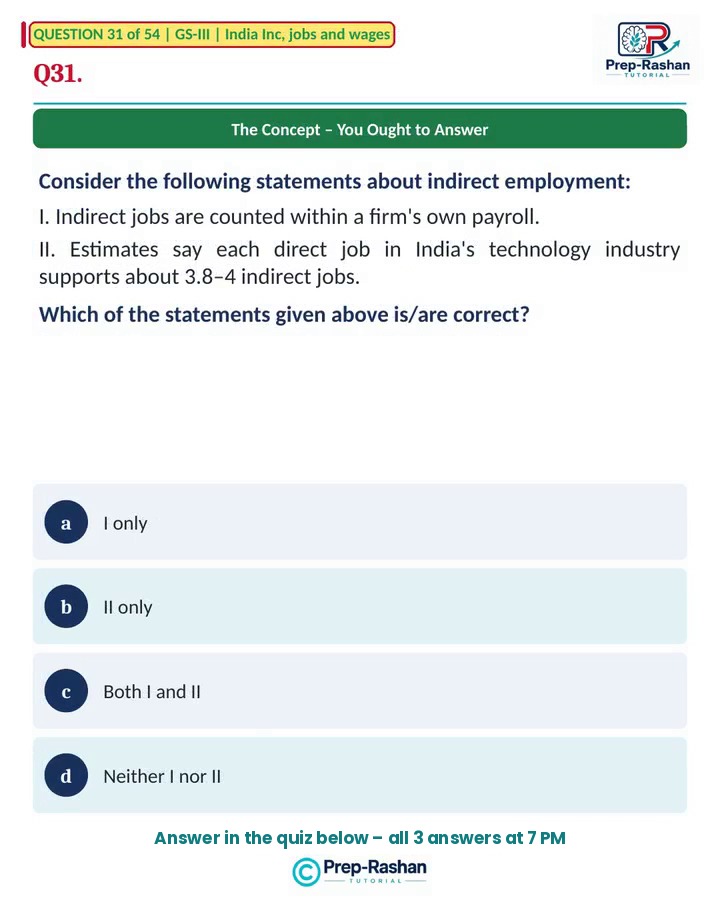 QUESTION 31 of 54 | GS-III | India Inc, jobs and wages
Prep-Rashan
TUTORIAL
Q31.
The Concept – You Ought to Answer
Consider the following statements about indirect employment:
I. Indirect jobs are counted within a firm's own payroll.
II. Estimates say each direct job in India's technology industry
supports about 3.8–4 indirect jobs.
Which of the statements given above is/are correct?
a I only
b II only
c Both I and II
d Neither I nor II
Answer in the quiz below – all 3 answers at 7 PM
© Prep-Rashan
TUTORIAL